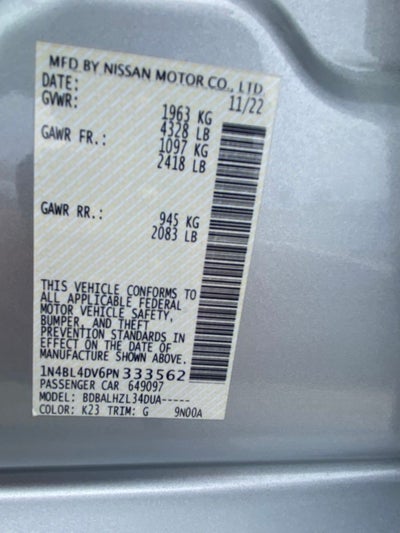 MFD BY NISSAN MOTOR CO., LTD
DATE: 11/22
GVWR: 1963 KG
4328 LB
GAWR FR.: 1097 KG
2418 LB
GAWR RR.: 945 KG
2083 LB
THIS VEHICLE CONFORMS TO
ALL APPLICABLE FEDERAL
MOTOR VEHICLE SAFETY,
BUMPER, AND THEFT
PREVENTION STANDARDS IN
EFFECT ON THE DATE OF
MANUFACTURE SHOWN ABOVE.
1N4BL4DV6PN 333562
PASSENGER CAR 649097
MODEL: BDBALHZL34DUA-----
COLOR: K23 TRIM: G 9N00A